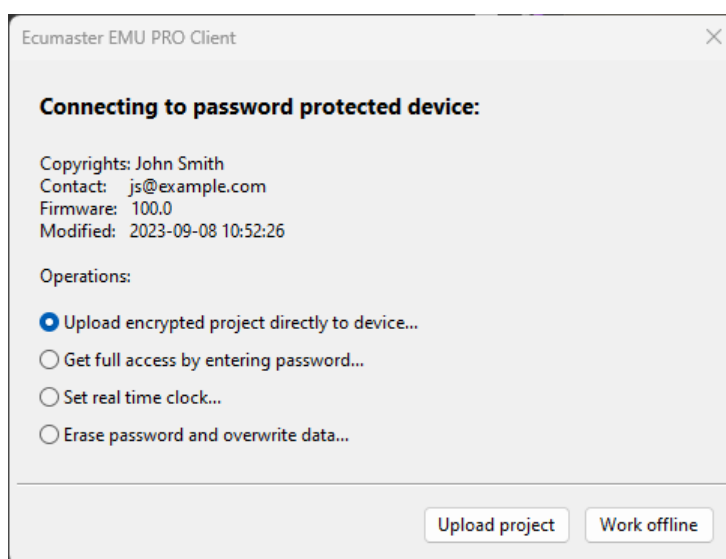 Ecumaster EMU PRO Client
Connecting to password protected device:
Copyrights: John Smith
Contact: js@example.com
Firmware: 100.0
Modified: 2023-09-08 10:52:26
Operations:
Upload encrypted project directly to device...
Get full access by entering password...
Set real time clock...
Erase password and overwrite data...
Upload project
Work offline